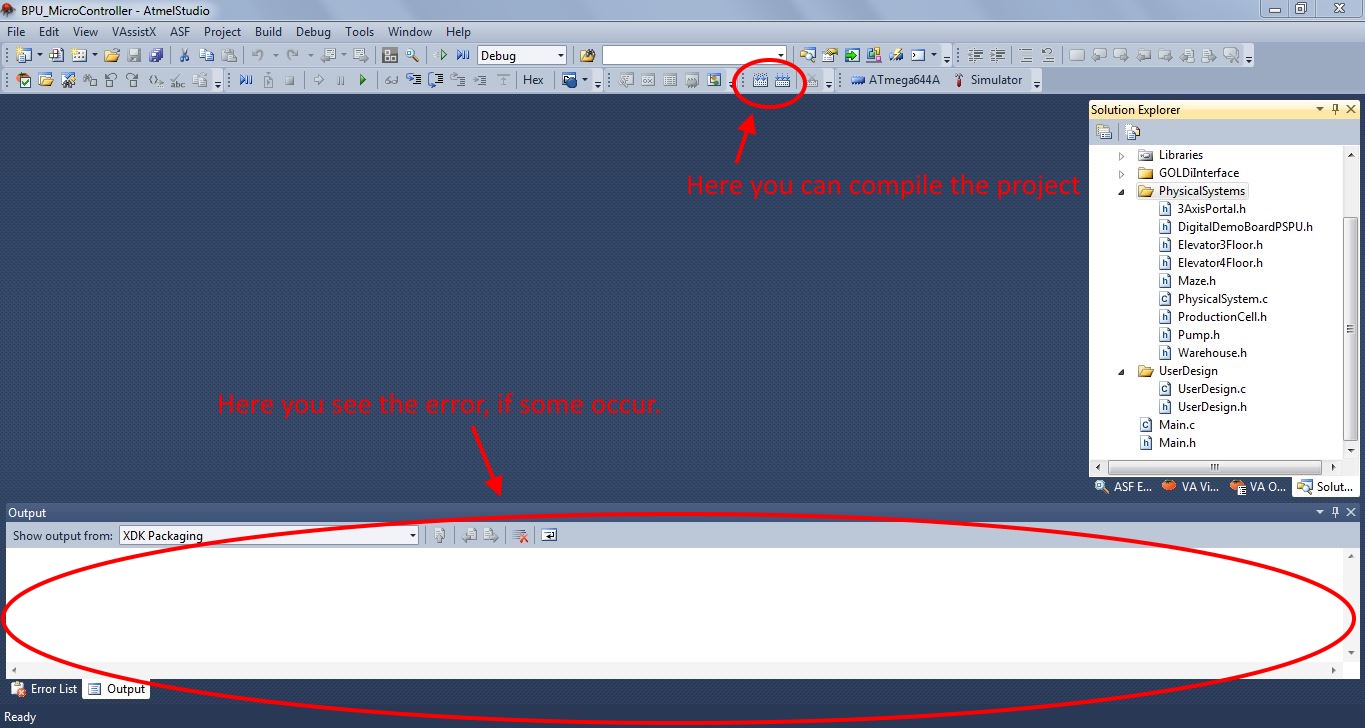 BPU_MicroController - AtmelStudio
File Edit View VAssistX ASF Project Build Debug Tools Window Help
Debug
Hex ATmega644A Simulator
Here you can compile the project
Solution Explorer
Libraries
GOLDiInterface
PhysicalSystems
3AxisPortal.h
DigitalDemoBoardPSPU.h
Elevator3Floor.h
Elevator4Floor.h
Maze.h
PhysicalSystem.c
ProductionCell.h
Pump.h
Warehouse.h
UserDesign
UserDesign.c
UserDesign.h
Main.c
Main.h
ASF E... VA Vi... VA O... Solut...
Here you see the error, if some occur.
Output
Show output from: XDK Packaging
Error List Output
Ready